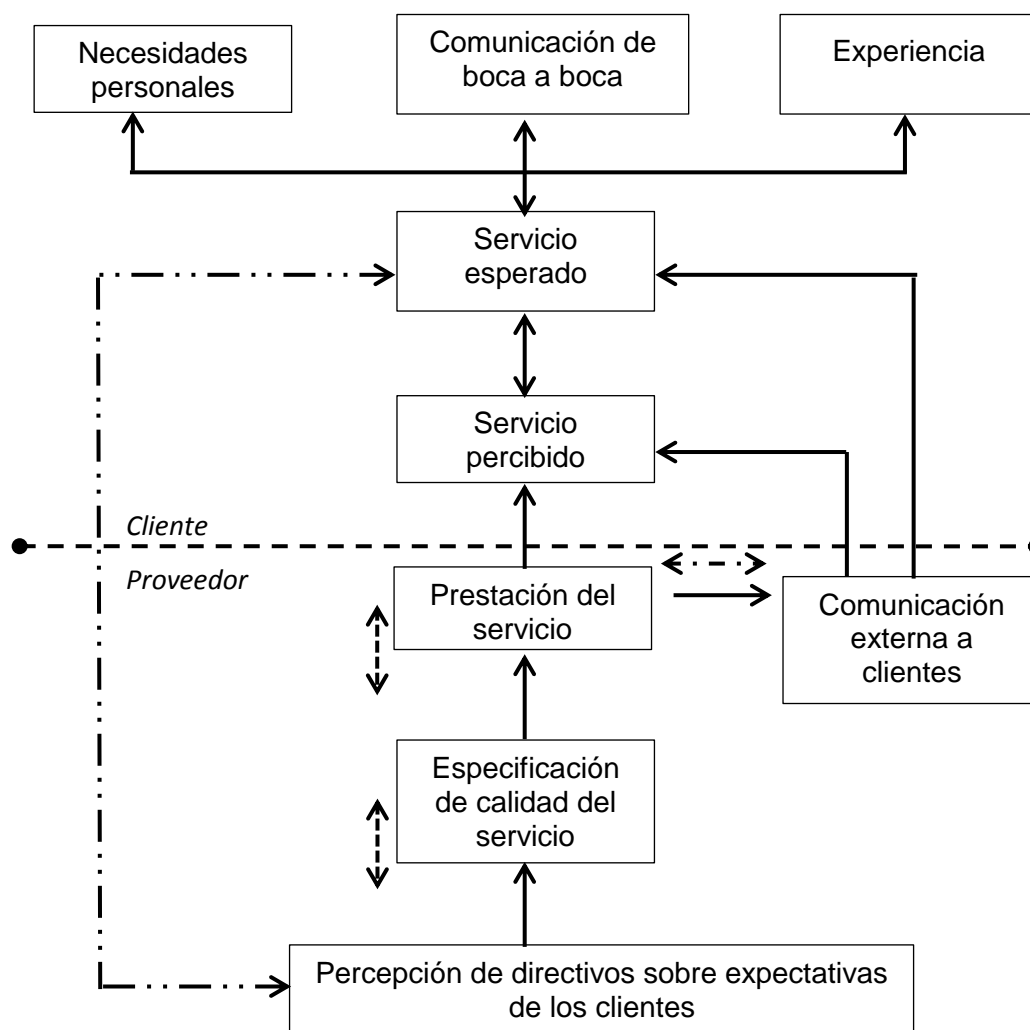 Necesidades
personales
Comunicación de
boca a boca
Experiencia
Servicio
esperado
Servicio
percibido
Cliente
Proveedor
Prestación del
servicio
Comunicación
externa a
clientes
Especificación
de calidad del
servicio
Percepción de directivos sobre expectativas
de los clientes